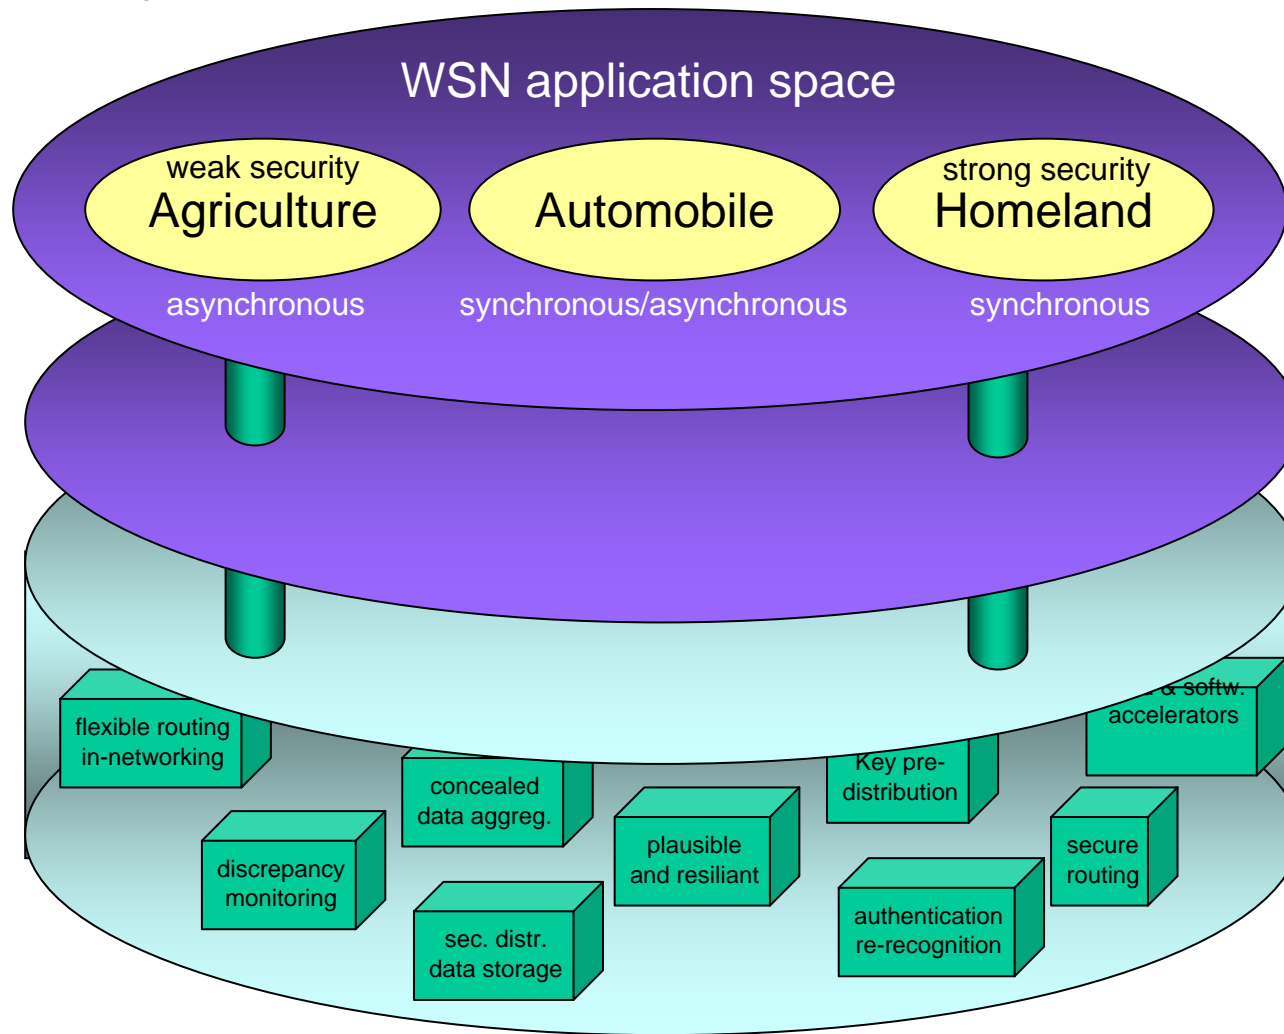 WSN application space
weak security
Agriculture
Automobile
strong security
Homeland
asynchronous
synchronous/asynchronous
synchronous
flexible routing
in-networking
concealed
data aggreg.
Key pre-
distribution
& softw.
accelerators
discrepancy
monitoring
plausible
and resiliant
secure
routing
sec. distr.
data storage
authentication
re-recognition